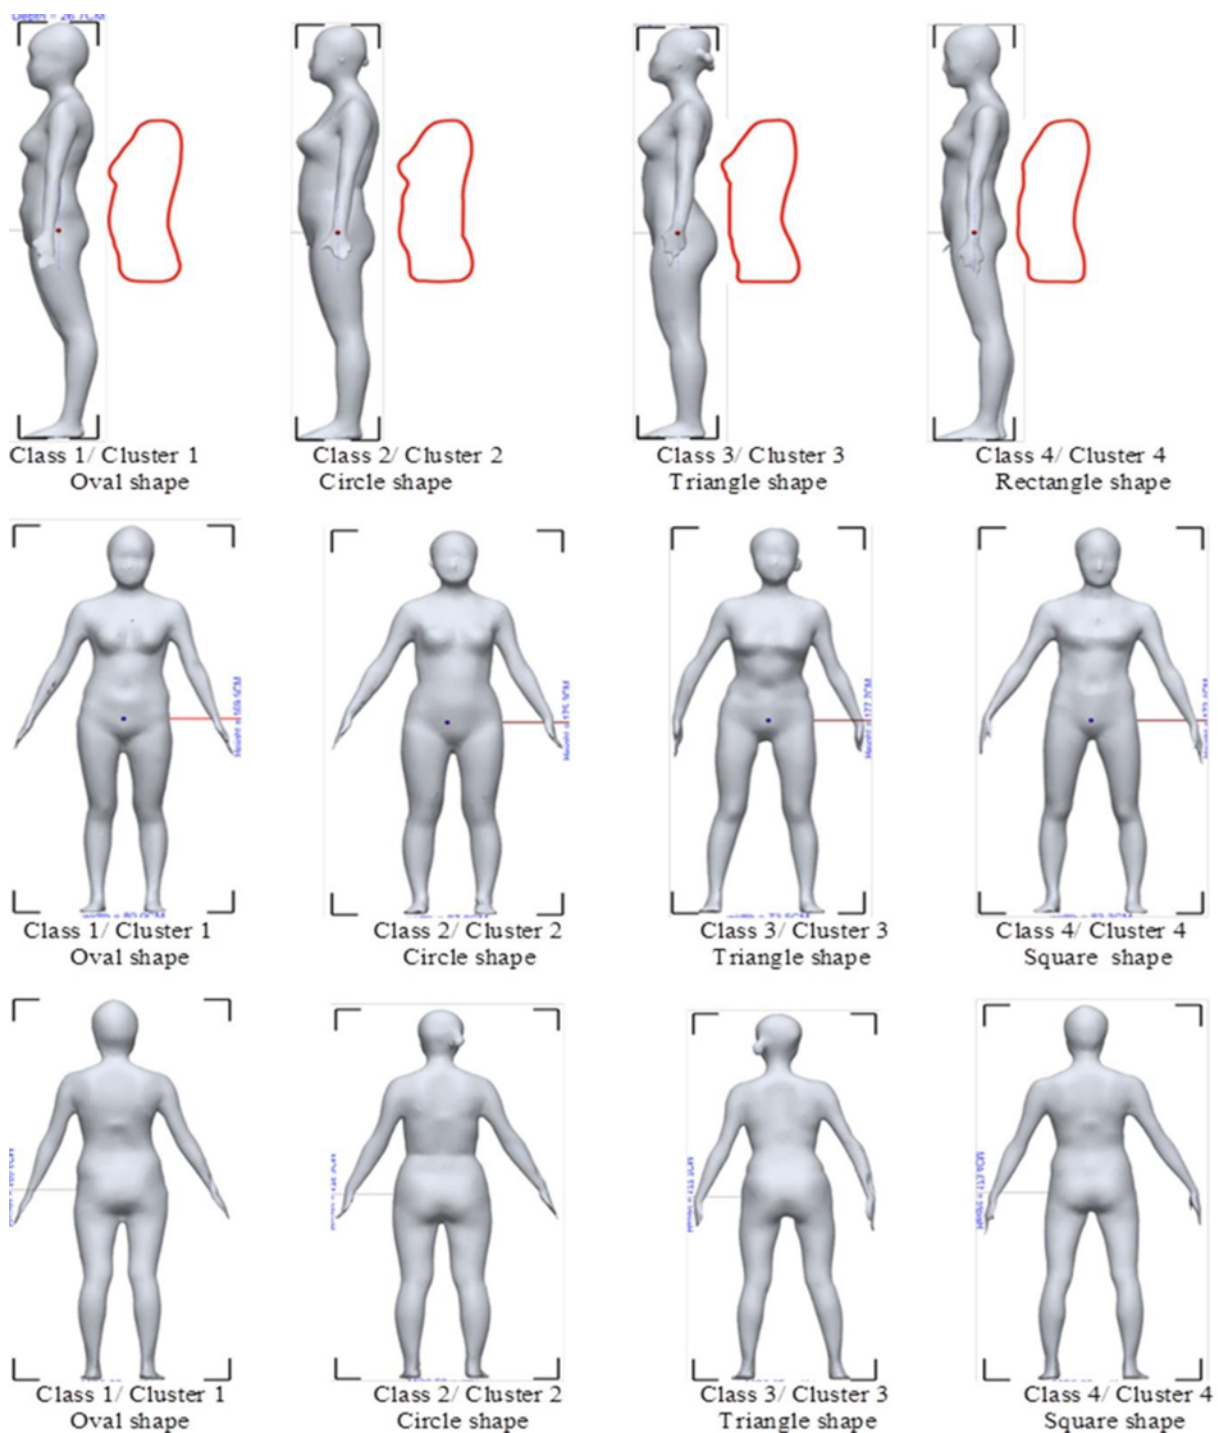 Depth = 26.7CM
Class 1/ Cluster 1
Oval shape
Class 2/ Cluster 2
Circle shape
Class 3/ Cluster 3
Triangle shape
Class 4/ Cluster 4
Rectangle shape
Class 1/ Cluster 1
Oval shape
Class 2/ Cluster 2
Circle shape
Class 3/ Cluster 3
Triangle shape
Class 4/ Cluster 4
Square shape
Class 1/ Cluster 1
Oval shape
Class 2/ Cluster 2
Circle shape
Class 3/ Cluster 3
Triangle shape
Class 4/ Cluster 4
Square shape